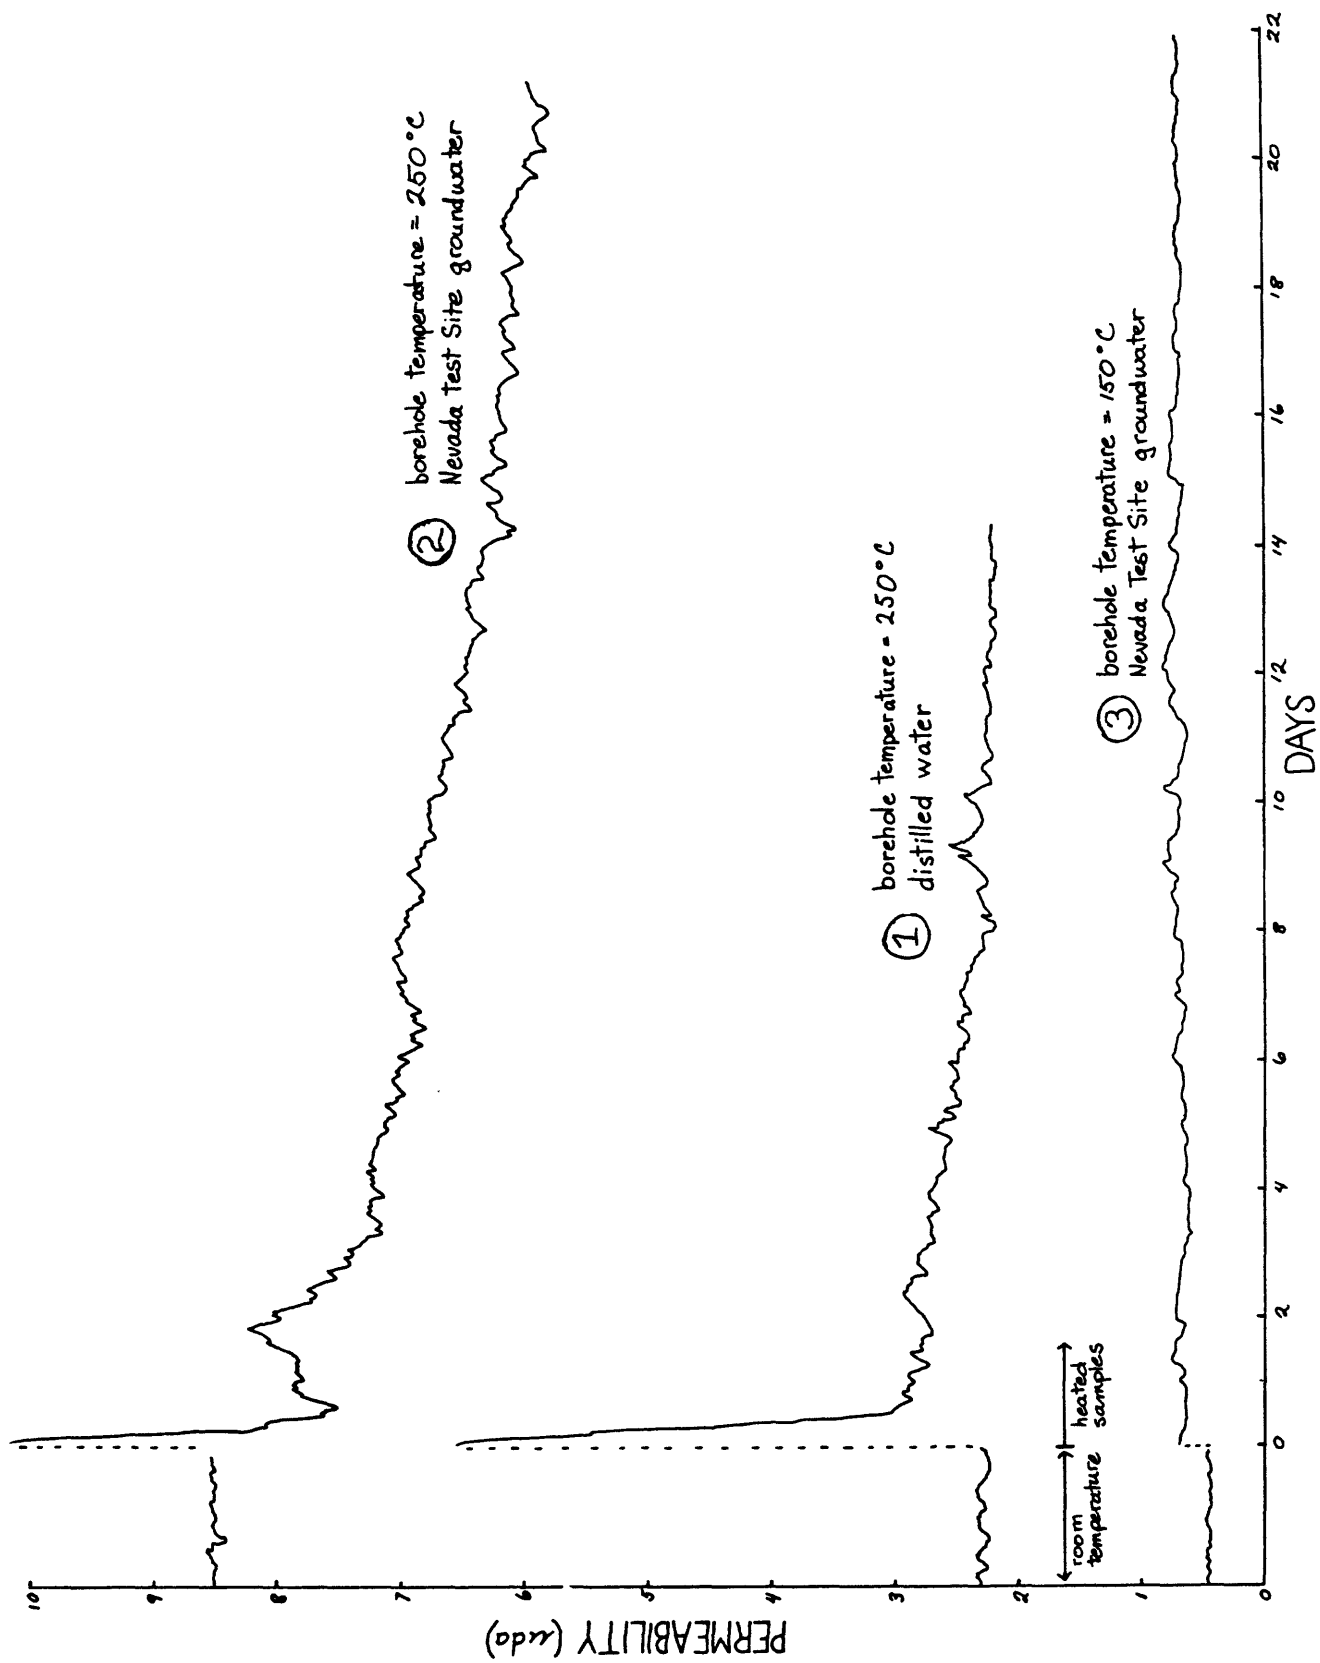 PERMEABILITY (μda)
10
9
8
7
6
5
4
3
2
1
0
② borehole temperature = 250°C
Nevada Test Site groundwater
① borehole temperature = 250°C
distilled water
③ borehole temperature = 150°C
Nevada Test Site groundwater
room
temperature
heated
samples
0 2 4 6 8 10 12 14 16 18 20 22
DAYS